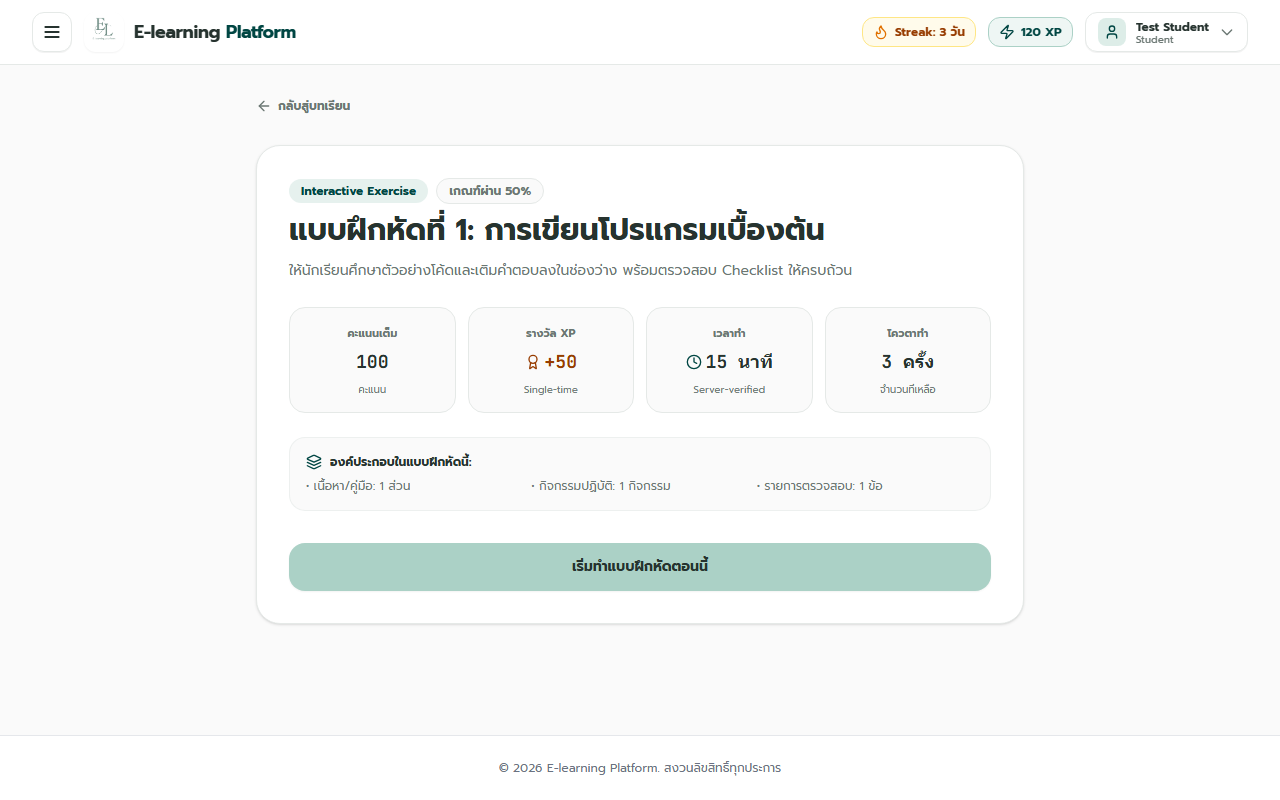 EL
E-learning Platform
Streak: 3 วัน
120 XP
Test Student
Student
กลับสู่บทเรียน
Interactive Exercise
เกณฑ์ผ่าน 50%
แบบฝึกหัดที่ 1: การเขียนโปรแกรมเบื้องต้น
ให้นักเรียนศึกษาตัวอย่างโค้ดและเติมคำตอบลงในช่องว่าง พร้อมตรวจสอบ Checklist ให้ครบถ้วน
คะแนนเต็ม
100
คะแนน
รางวัล XP
+50
Single-time
เวลาทำ
15 นาที
Server-verified
โควตาทำ
3 ครั้ง
จำนวนที่เหลือ
องค์ประกอบในแบบฝึกหัดนี้:
• เนื้อหา/คู่มือ: 1 ส่วน
• กิจกรรมปฏิบัติ: 1 กิจกรรม
• รายการตรวจสอบ: 1 ข้อ
เริ่มทำแบบฝึกหัดตอนนี้
© 2026 E-learning Platform. สงวนลิขสิทธิ์ทุกประการ